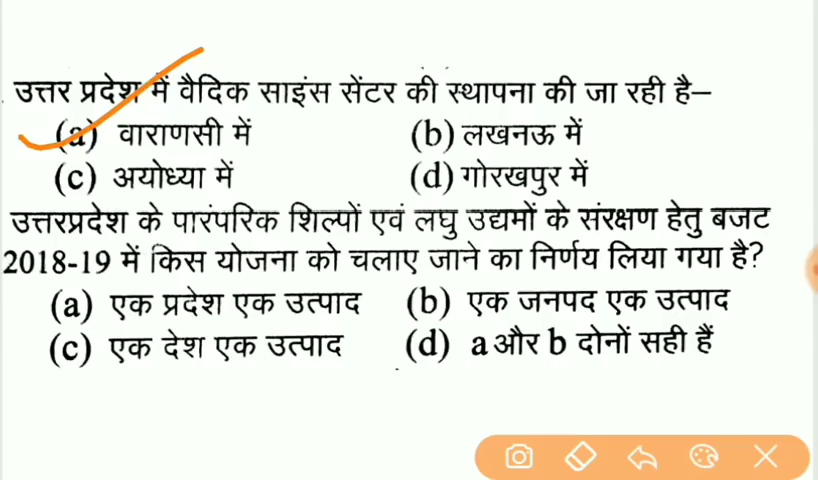 उत्तर प्रदेश में वैदिक साइंस सेंटर की स्थापना की जा रही है–
(a) वाराणसी में (b) लखनऊ में
(c) अयोध्या में (d) गोरखपुर में
उत्तरप्रदेश के पारंपरिक शिल्पों एवं लघु उद्यमों के संरक्षण हेतु बजट
2018-19 में किस योजना को चलाए जाने का निर्णय लिया गया है?
(a) एक प्रदेश एक उत्पाद (b) एक जनपद एक उत्पाद
(c) एक देश एक उत्पाद (d) a और b दोनों सही हैं